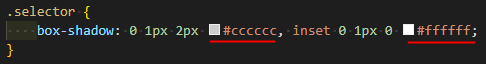 .selector {
    box-shadow: 0 1px 2px #cccccc, inset 0 1px 0 #ffffff;
}